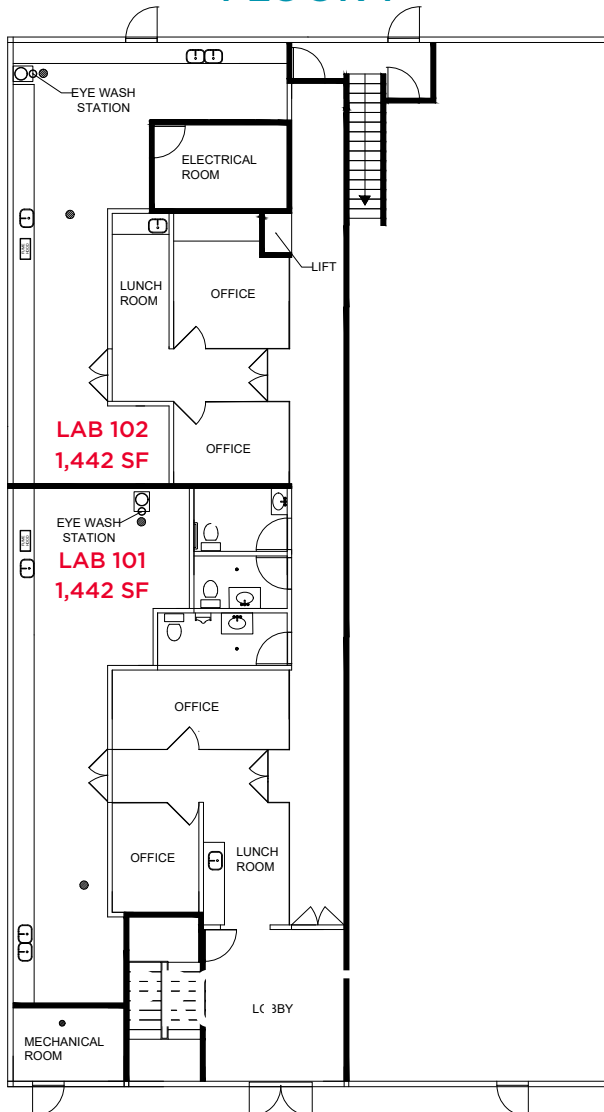 EYE WASH
STATION
ELECTRICAL
ROOM
LIFT
LUNCH
ROOM
OFFICE
LAB 102
1,442 SF
OFFICE
EYE WASH
STATION
LAB 101
1,442 SF
OFFICE
OFFICE
LUNCH
ROOM
LOBBY
MECHANICAL
ROOM